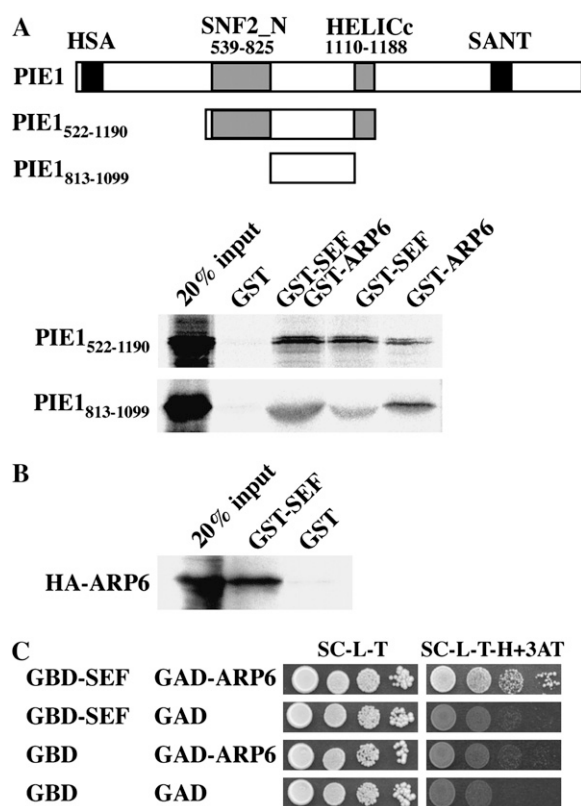 A
HSA SNF2_N HELICc SANT
539-825 1110-1188
PIE1
PIE1522-1190
PIE1813-1099
20% input GST GST-SEF GST-ARP6 GST-SEF GST-ARP6
PIE1522-1190
PIE1813-1099
B
20% input GST-SEF GST
HA-ARP6
C SC-L-T SC-L-T-H+3AT
GBD-SEF GAD-ARP6
GBD-SEF GAD
GBD GAD-ARP6
GBD GAD